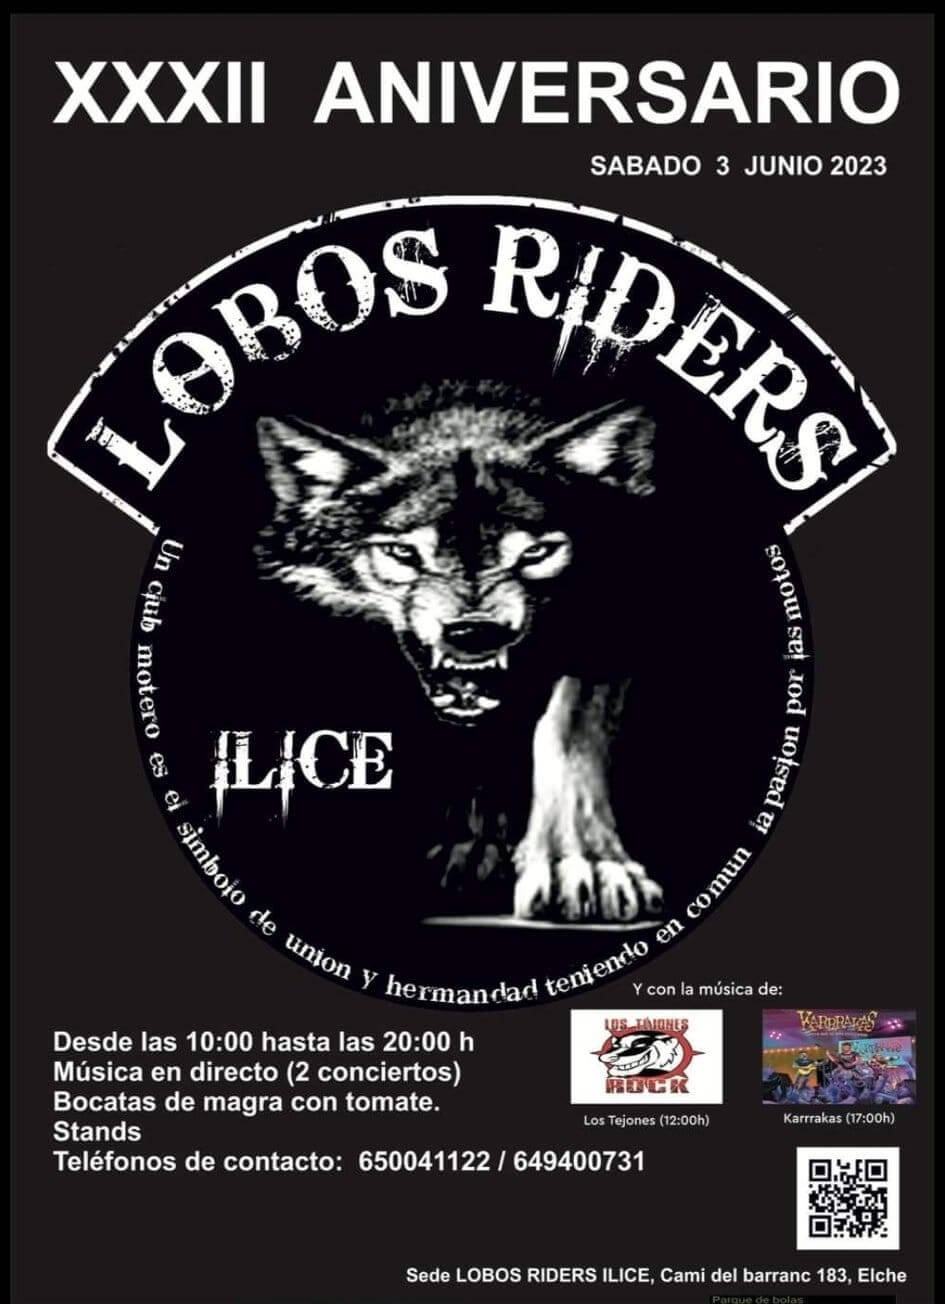 XXXII ANIVERSARIO
SABADO 3 JUNIO 2023
LOBOS RIDERS
Un club motero es el simbolo de union y hermandad teniendo en comun la pasion por las motos
ILICE
Y con la música de:
LOS TEJONES
ROCK
KARRRAKAS
Los Tejones (12:00h)
Karrrakas (17:00h)
Desde las 10:00 hasta las 20:00 h
Música en directo (2 conciertos)
Bocatas de magra con tomate.
Stands
Teléfonos de contacto: 650041122 / 649400731
Sede LOBOS RIDERS ILICE, Cami del barranc 183, Elche
Parque de bolas